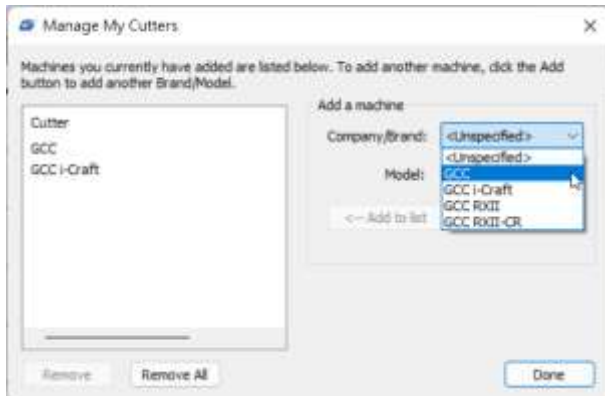 Manage My Cutters
Machines you currently have added are listed below. To add another machine, click the Add
button to add another Brand/Model.
Cutter
GCC
GCC i-Craft
Add a machine
Company/Brand: <Unspecified>
<Unspecified>
GCC
Model:
GCC i-Craft
GCC RXII
<-- Add to list
GCC RXII-CR
Remove
Remove All
Done